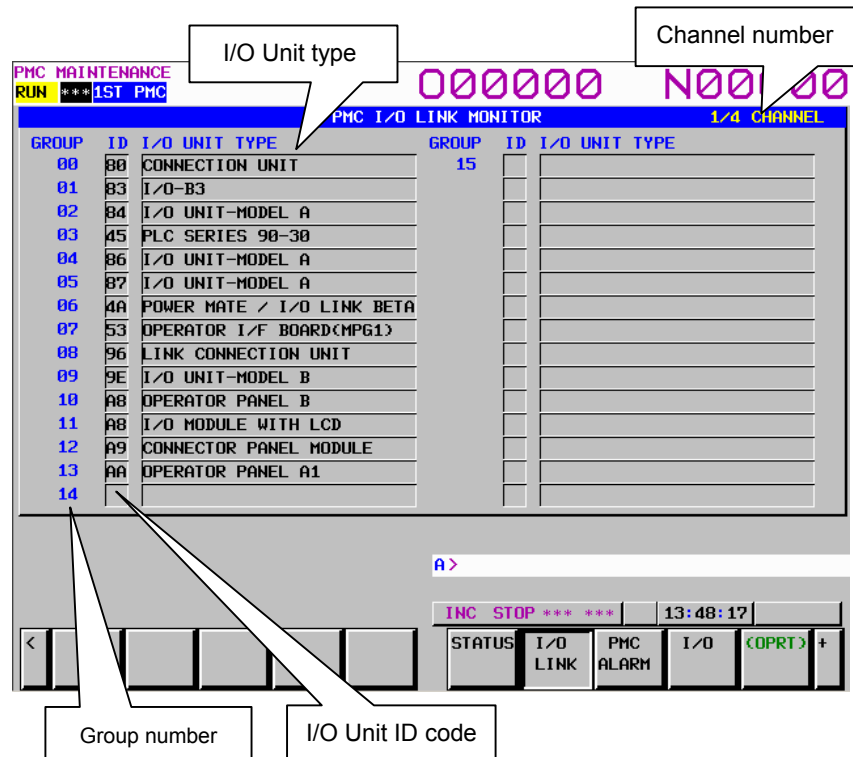 I/O Unit type
Channel number
PMC MAINTENANCE
RUN *** 1ST PMC
O00000 N00 00
PMC I/O LINK MONITOR 1/4 CHANNEL
GROUP ID I/O UNIT TYPE GROUP ID I/O UNIT TYPE
00 80 CONNECTION UNIT 15
01 83 I/O-B3
02 84 I/O UNIT-MODEL A
03 45 PLC SERIES 90-30
04 86 I/O UNIT-MODEL A
05 87 I/O UNIT-MODEL A
06 4A POWER MATE / I/O LINK BETA
07 53 OPERATOR I/F BOARD(MPG1)
08 96 LINK CONNECTION UNIT
09 9E I/O UNIT-MODEL B
10 A8 OPERATOR PANEL B
11 A8 I/O MODULE WITH LCD
12 A9 CONNECTOR PANEL MODULE
13 AA OPERATOR PANEL A1
14
A>
INC STOP *** *** 13:48:17
< STATUS I/O LINK PMC ALARM I/O (OPRT) +
Group number
I/O Unit ID code